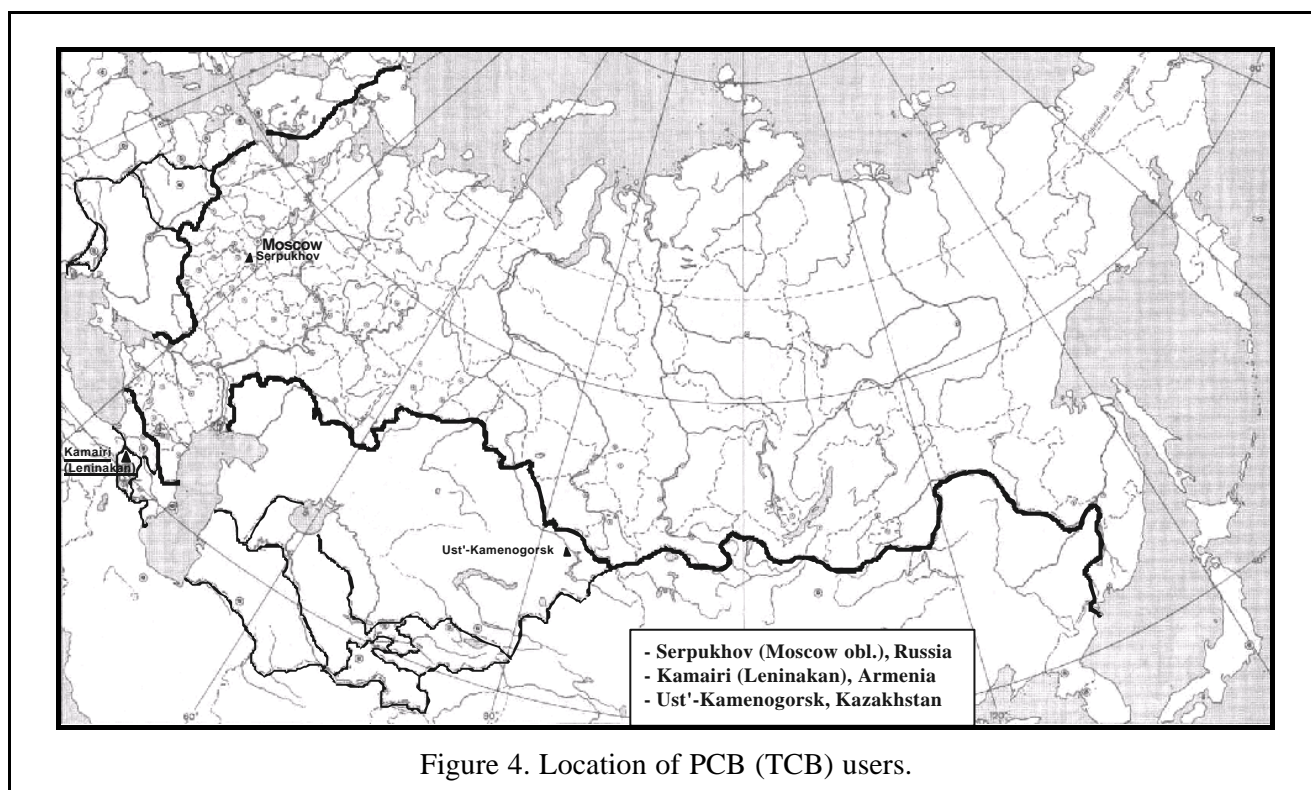 Moscow
Serpukhov
Kamairi
(Leninakan)
Ust'-Kamenogorsk
- Serpukhov (Moscow obl.), Russia
- Kamairi (Leninakan), Armenia
- Ust'-Kamenogorsk, Kazakhstan
Figure 4. Location of PCB (TCB) users.